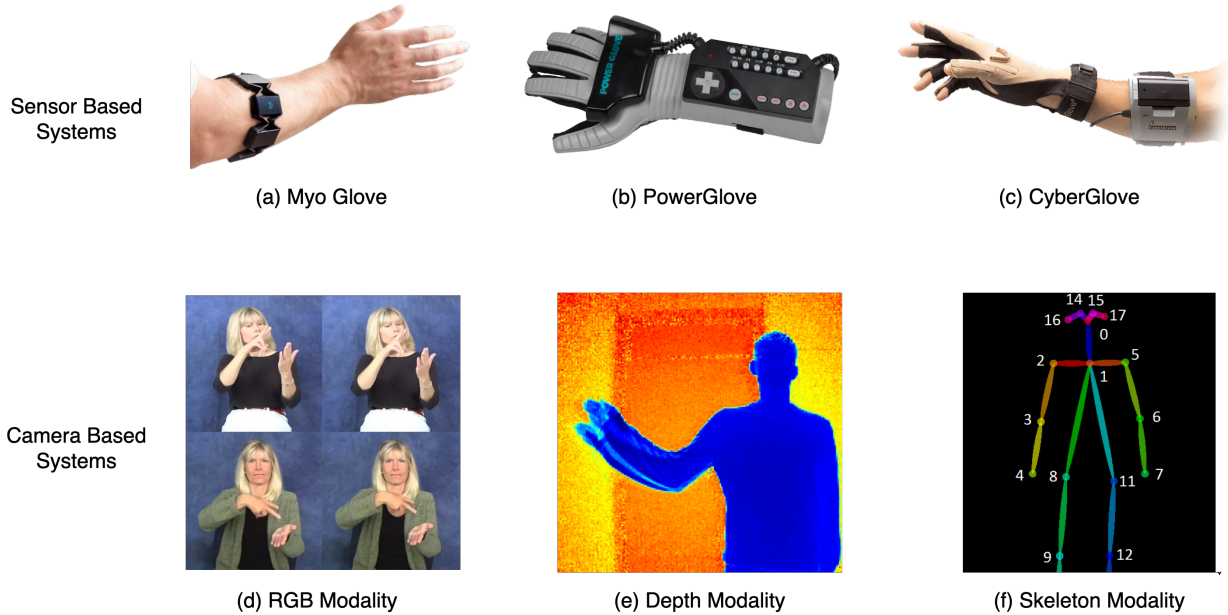 Sensor Based
Systems
POWER GLOVE
(a) Myo Glove
(b) PowerGlove
(c) CyberGlove
Camera Based
Systems
14 15
16 17
0
2 5
1
3 6
4 7
8 11
9 12
(d) RGB Modality
(e) Depth Modality
(f) Skeleton Modality